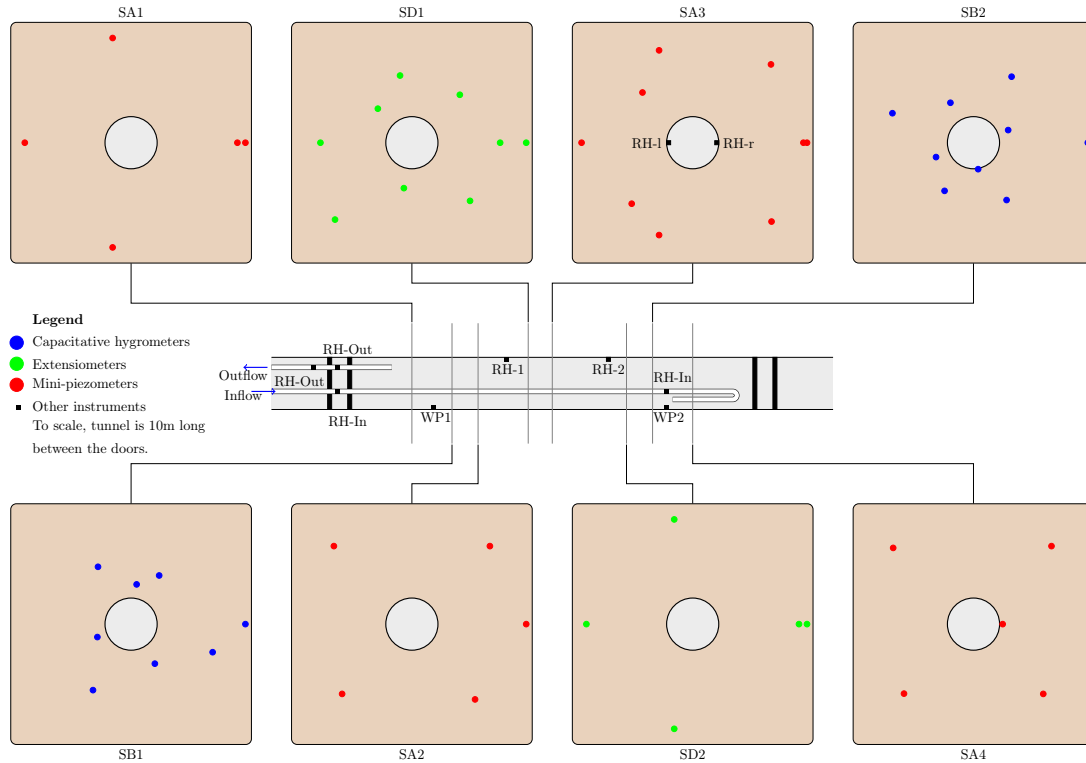 SA1
SD1
SA3
SB2
RH-l
RH-r
Legend
Capacitative hygrometers
Extensiometers
Mini-piezometers
Other instruments
To scale, tunnel is 10m long
between the doors.
RH-Out
Outflow
RH-Out
Inflow
RH-In
RH-1
RH-2
RH-In
WP1
WP2
SB1
SA2
SD2
SA4